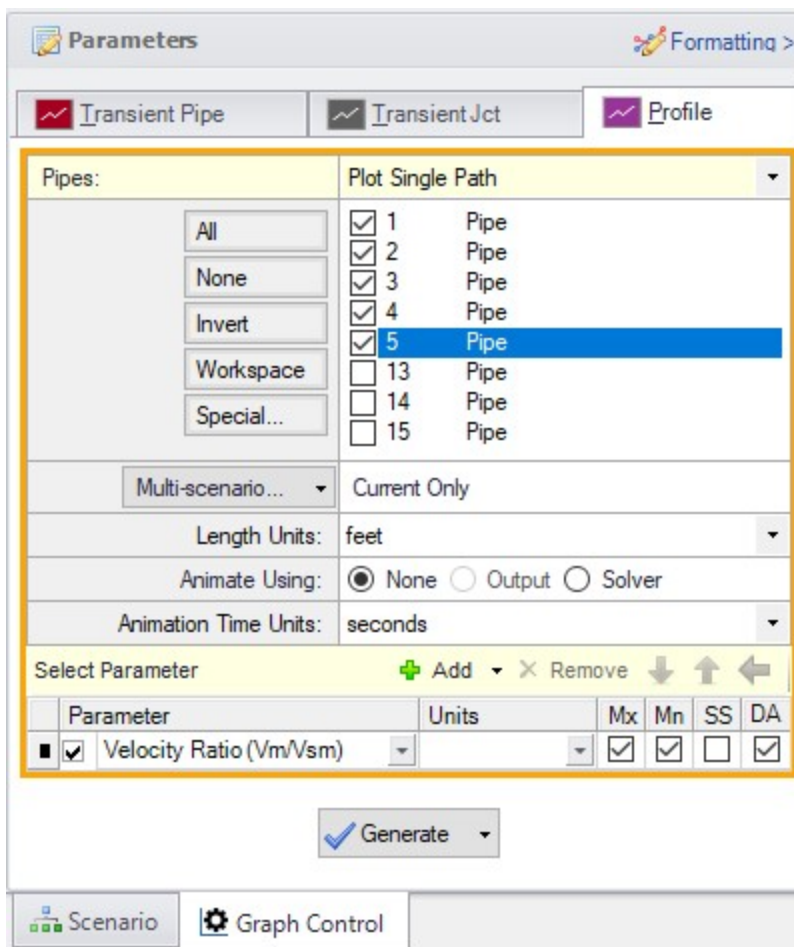 Parameters
Formatting >
Transient Pipe
Transient Jct
Profile
Pipes:
Plot Single Path
All
None
Invert
Workspace
Special...
1 Pipe
2 Pipe
3 Pipe
4 Pipe
5 Pipe
13 Pipe
14 Pipe
15 Pipe
Multi-scenario...
Current Only
Length Units:
feet
Animate Using:
None Output Solver
Animation Time Units:
seconds
Select Parameter
Add
Remove
Parameter Units Mx Mn SS DA
Velocity Ratio (Vm/Vsm)
Generate
Scenario
Graph Control